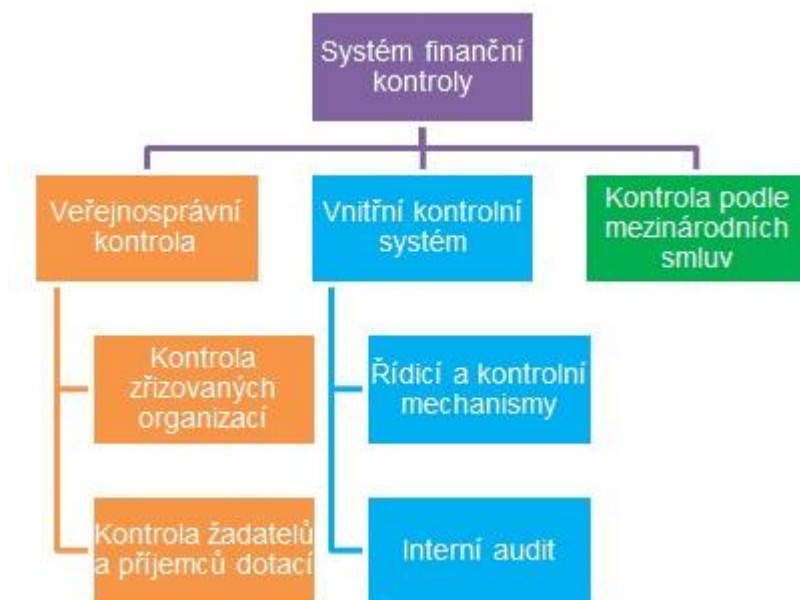 Systém finanční
kontroly
Veřejnosprávní
kontrola
Vnitřní kontrolní
systém
Kontrola podle
mezinárodních
smluv
Kontrola
zřizovaných
organizací
Řídicí a kontrolní
mechanismy
Kontrola žadatelů
a příjemců dotací
Interní audit